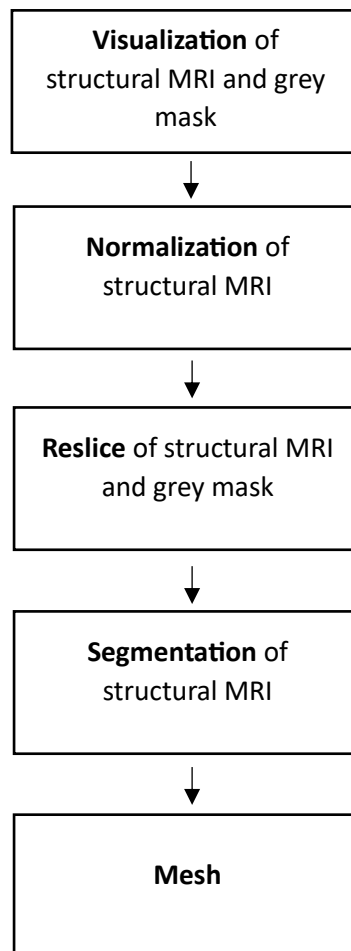 Visualization of
structural MRI and grey
mask
Normalization of
structural MRI
Reslice of structural MRI
and grey mask
Segmentation of
structural MRI
Mesh